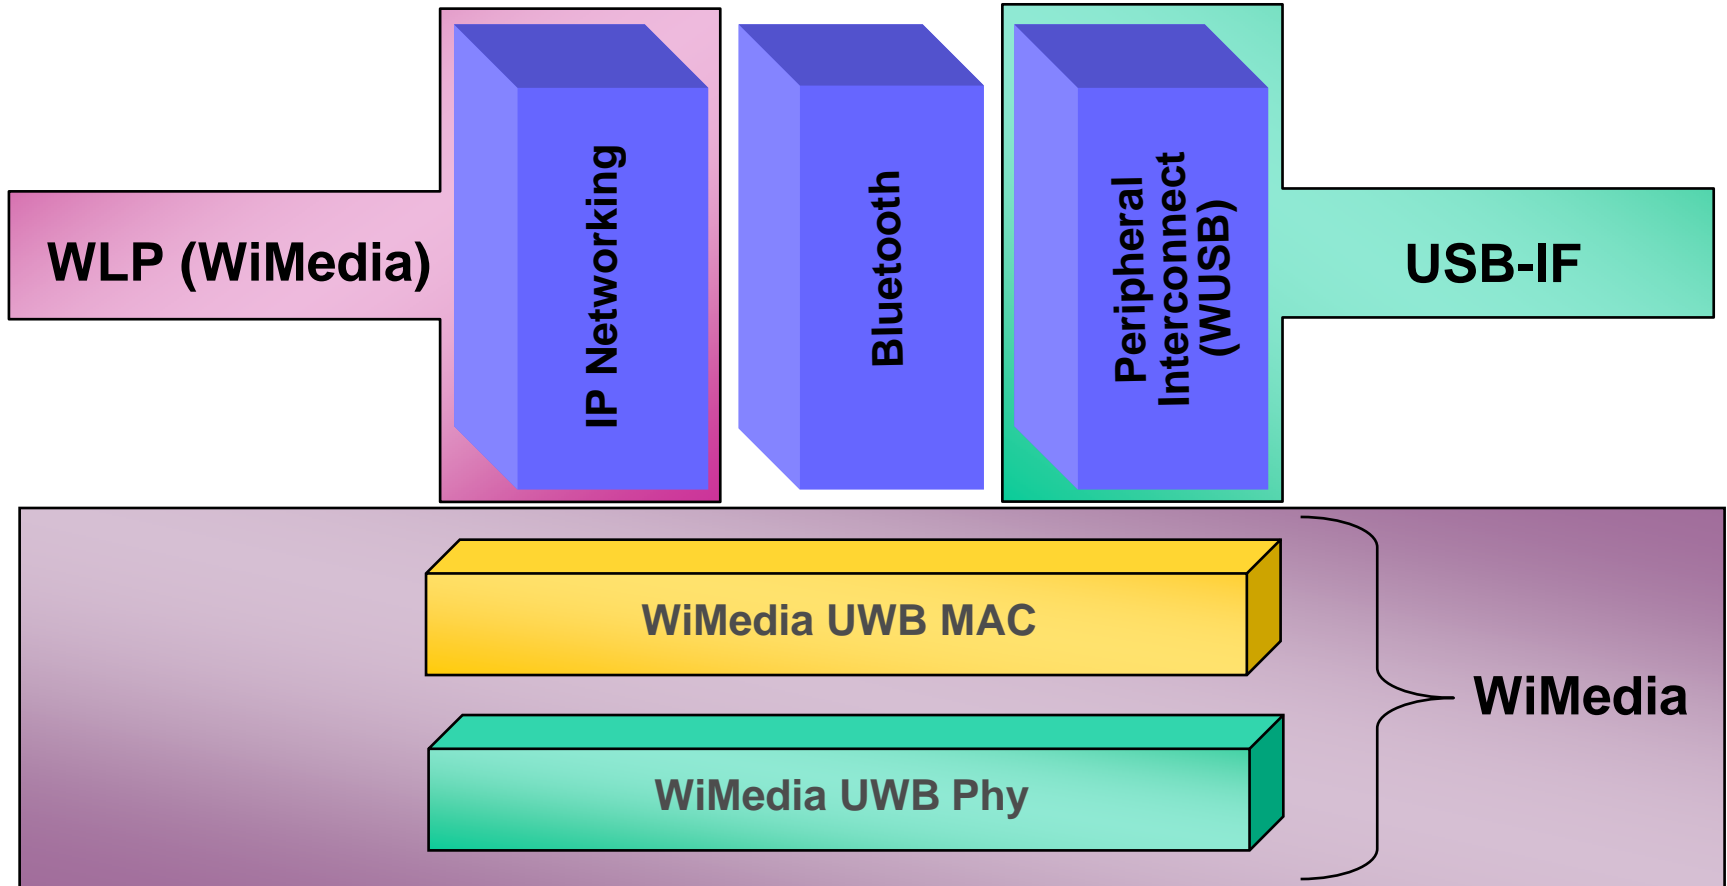 WLP (WiMedia)
IP Networking
Bluetooth
Peripheral
Interconnect
(WUSB)
USB-IF
WiMedia UWB MAC
WiMedia
WiMedia UWB Phy